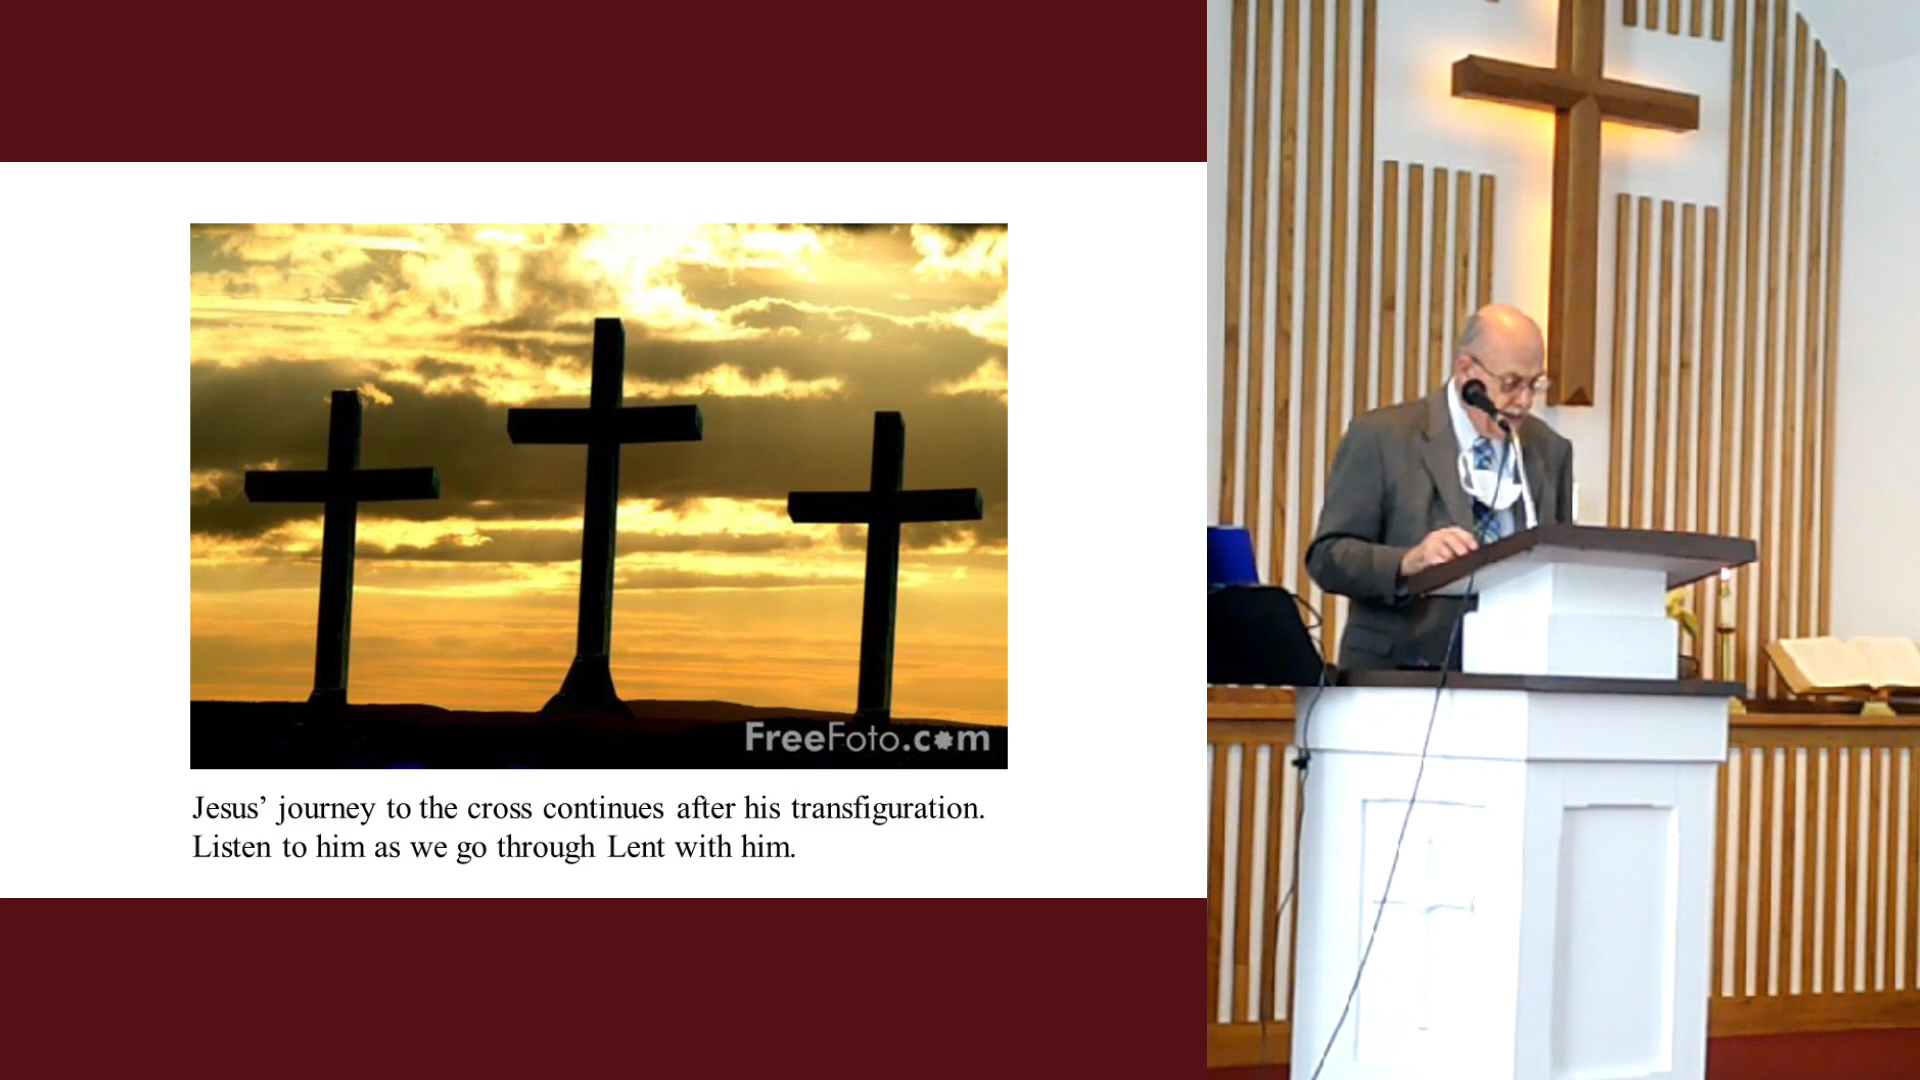 FreeFoto.com
Jesus’ journey to the cross continues after his transfiguration.
Listen to him as we go through Lent with him.